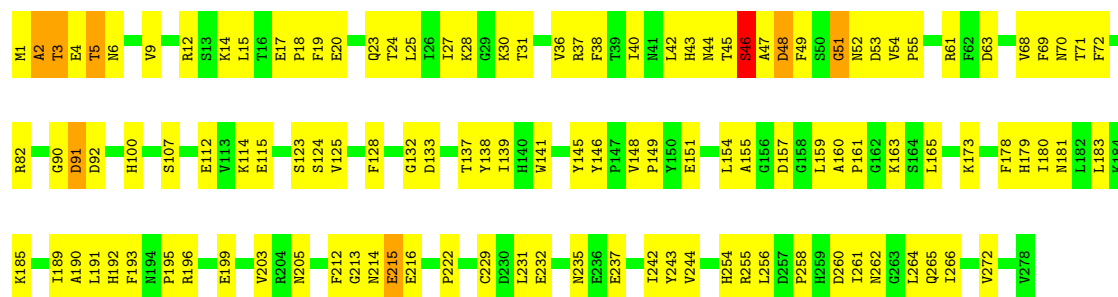 M1 A2 T3 E4 T5 N6 V9 R12 S13 K14 L15 T16 E17 P18 F19 E20 Q23 T24 L25 I26 I27 K28 G29 K30 T31 V36 R37 F38 T39 I40 N41 L42 H43 N44 T45 S46 A47 D48 F49 S50 G51 N52 D53 V54 P55 R61 F62 D63 V68 F69 N70 T71 F72
R82 G90 D91 D92 H100 S107 E112 V113 K114 E115 S123 S124 V125 F128 G132 D133 T137 Y138 I139 H140 W141 Y145 Y146 P147 V148 P149 Y150 E151 L154 A155 G156 D157 G158 L159 A160 P161 G162 K163 S164 L165 K173 F178 H179 I180 N181 L182 L183 K184
K185 I189 A190 L191 H192 F193 N194 P195 R196 E199 V203 R204 N205 F212 G213 N214 E215 E216 P222 C229 D230 L231 E232 N235 E236 E237 I242 Y243 V244 H254 R255 L256 D257 P258 H259 D260 I261 N262 G263 L264 Q265 I266 V272 V278